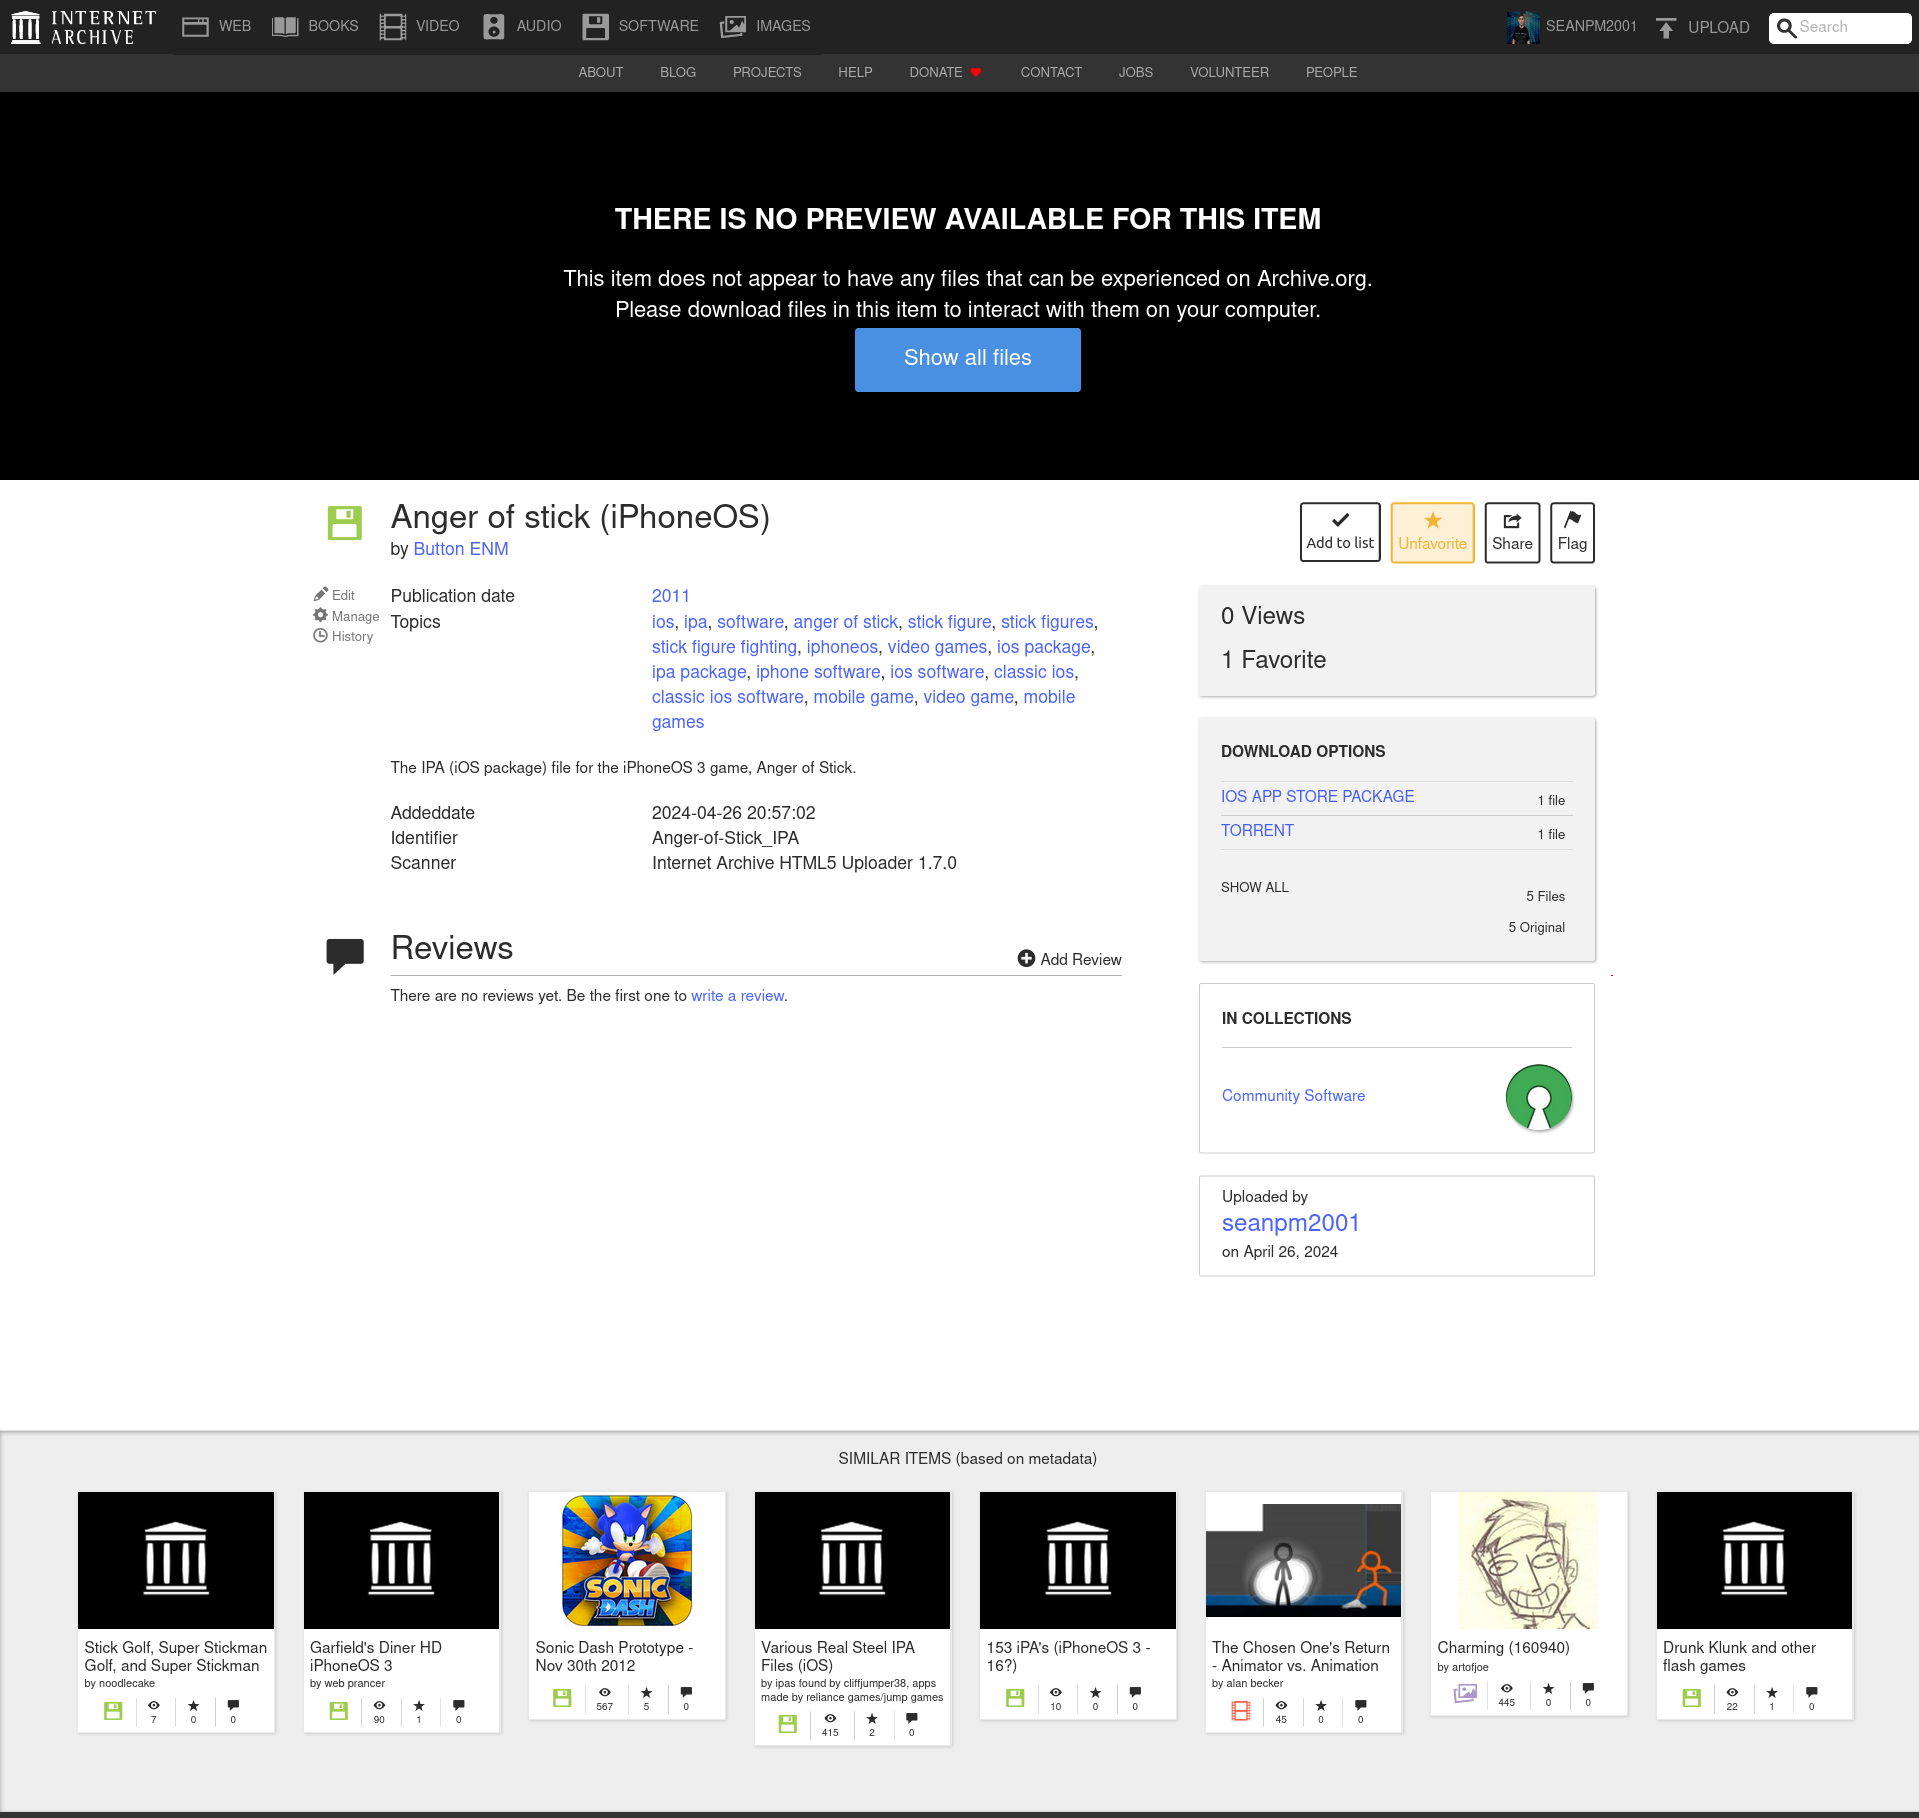 INTERNET ARCHIVE
WEB BOOKS VIDEO AUDIO SOFTWARE IMAGES SEANPM2001 UPLOAD Search
ABOUT BLOG PROJECTS HELP DONATE CONTACT JOBS VOLUNTEER PEOPLE
THERE IS NO PREVIEW AVAILABLE FOR THIS ITEM
This item does not appear to have any files that can be experienced on Archive.org.
Please download files in this item to interact with them on your computer.
Show all files
Anger of stick (iPhoneOS)
by Button ENM
Add to list Unfavorite Share Flag
Edit
Manage
History
Publication date 2011
Topics ios, ipa, software, anger of stick, stick figure, stick figures,
stick figure fighting, iphoneos, video games, ios package,
ipa package, iphone software, ios software, classic ios,
classic ios software, mobile game, video game, mobile
games
The IPA (iOS package) file for the iPhoneOS 3 game, Anger of Stick.
Addeddate 2024-04-26 20:57:02
Identifier Anger-of-Stick_IPA
Scanner Internet Archive HTML5 Uploader 1.7.0
Reviews
Add Review
There are no reviews yet. Be the first one to write a review.
0 Views
1 Favorite
DOWNLOAD OPTIONS
IOS APP STORE PACKAGE 1 file
TORRENT 1 file
SHOW ALL 5 Files
5 Original
IN COLLECTIONS
Community Software
Uploaded by
seanpm2001
on April 26, 2024
SIMILAR ITEMS (based on metadata)
Stick Golf, Super Stickman
Golf, and Super Stickman
by noodlecake
7 0 0
Garfield's Diner HD
iPhoneOS 3
by web prancer
90 1 0
SONIC
DASH
Sonic Dash Prototype -
Nov 30th 2012
567 5 0
Various Real Steel IPA
Files (iOS)
by ipas found by cliffjumper38, apps
made by reliance games/jump games
415 2 0
153 iPA's (iPhoneOS 3 -
16?)
10 0 0
The Chosen One's Return
- Animator vs. Animation
by alan becker
45 0 0
Charming (160940)
by artofjoe
445 0 0
Drunk Klunk and other
flash games
22 1 0